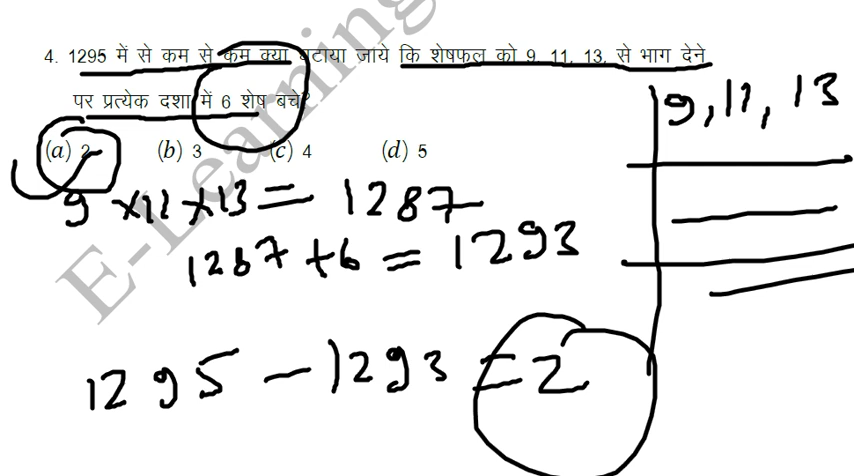 4. 1295 में से कम से कम क्या घटाया जाये कि शेषफल को 9, 11, 13, से भाग देने
पर प्रत्येक दशा में 6 शेष बचे?
9, 11, 13
(a) 2 (b) 3 (c) 4 (d) 5
9 × 11 × 13 = 1287
1287 + 6 = 1293
1295 - 1293 = 2
E-Learning